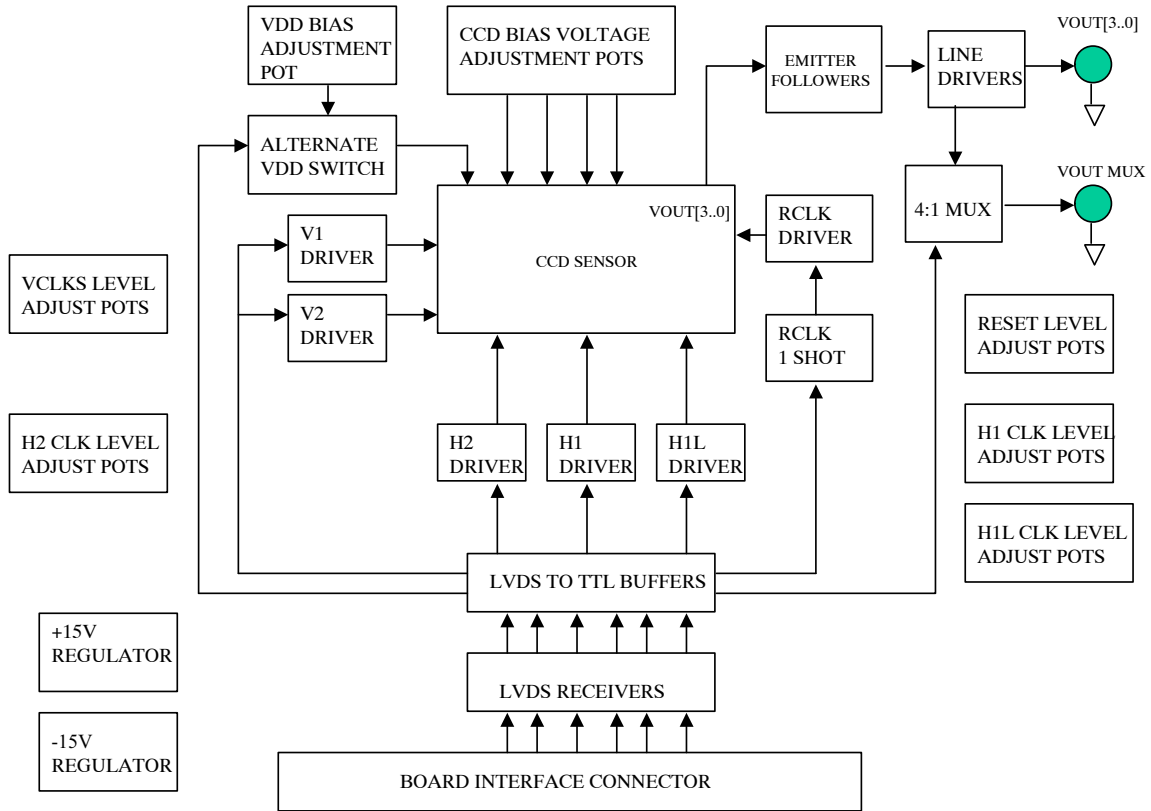 VDD BIAS
ADJUSTMENT
POT
CCD BIAS VOLTAGE
ADJUSTMENT POTS
EMITTER
FOLLOWERS
LINE
DRIVERS
VOUT[3..0]
ALTERNATE
VDD SWITCH
VOUT[3..0]
CCD SENSOR
RCLK
DRIVER
4:1 MUX
VOUT MUX
V1
DRIVER
V2
DRIVER
VCLKS LEVEL
ADJUST POTS
RCLK
1 SHOT
RESET LEVEL
ADJUST POTS
H2 CLK LEVEL
ADJUST POTS
H2
DRIVER
H1
DRIVER
H1L
DRIVER
H1 CLK LEVEL
ADJUST POTS
H1L CLK LEVEL
ADJUST POTS
LVDS TO TTL BUFFERS
+15V
REGULATOR
LVDS RECEIVERS
-15V
REGULATOR
BOARD INTERFACE CONNECTOR